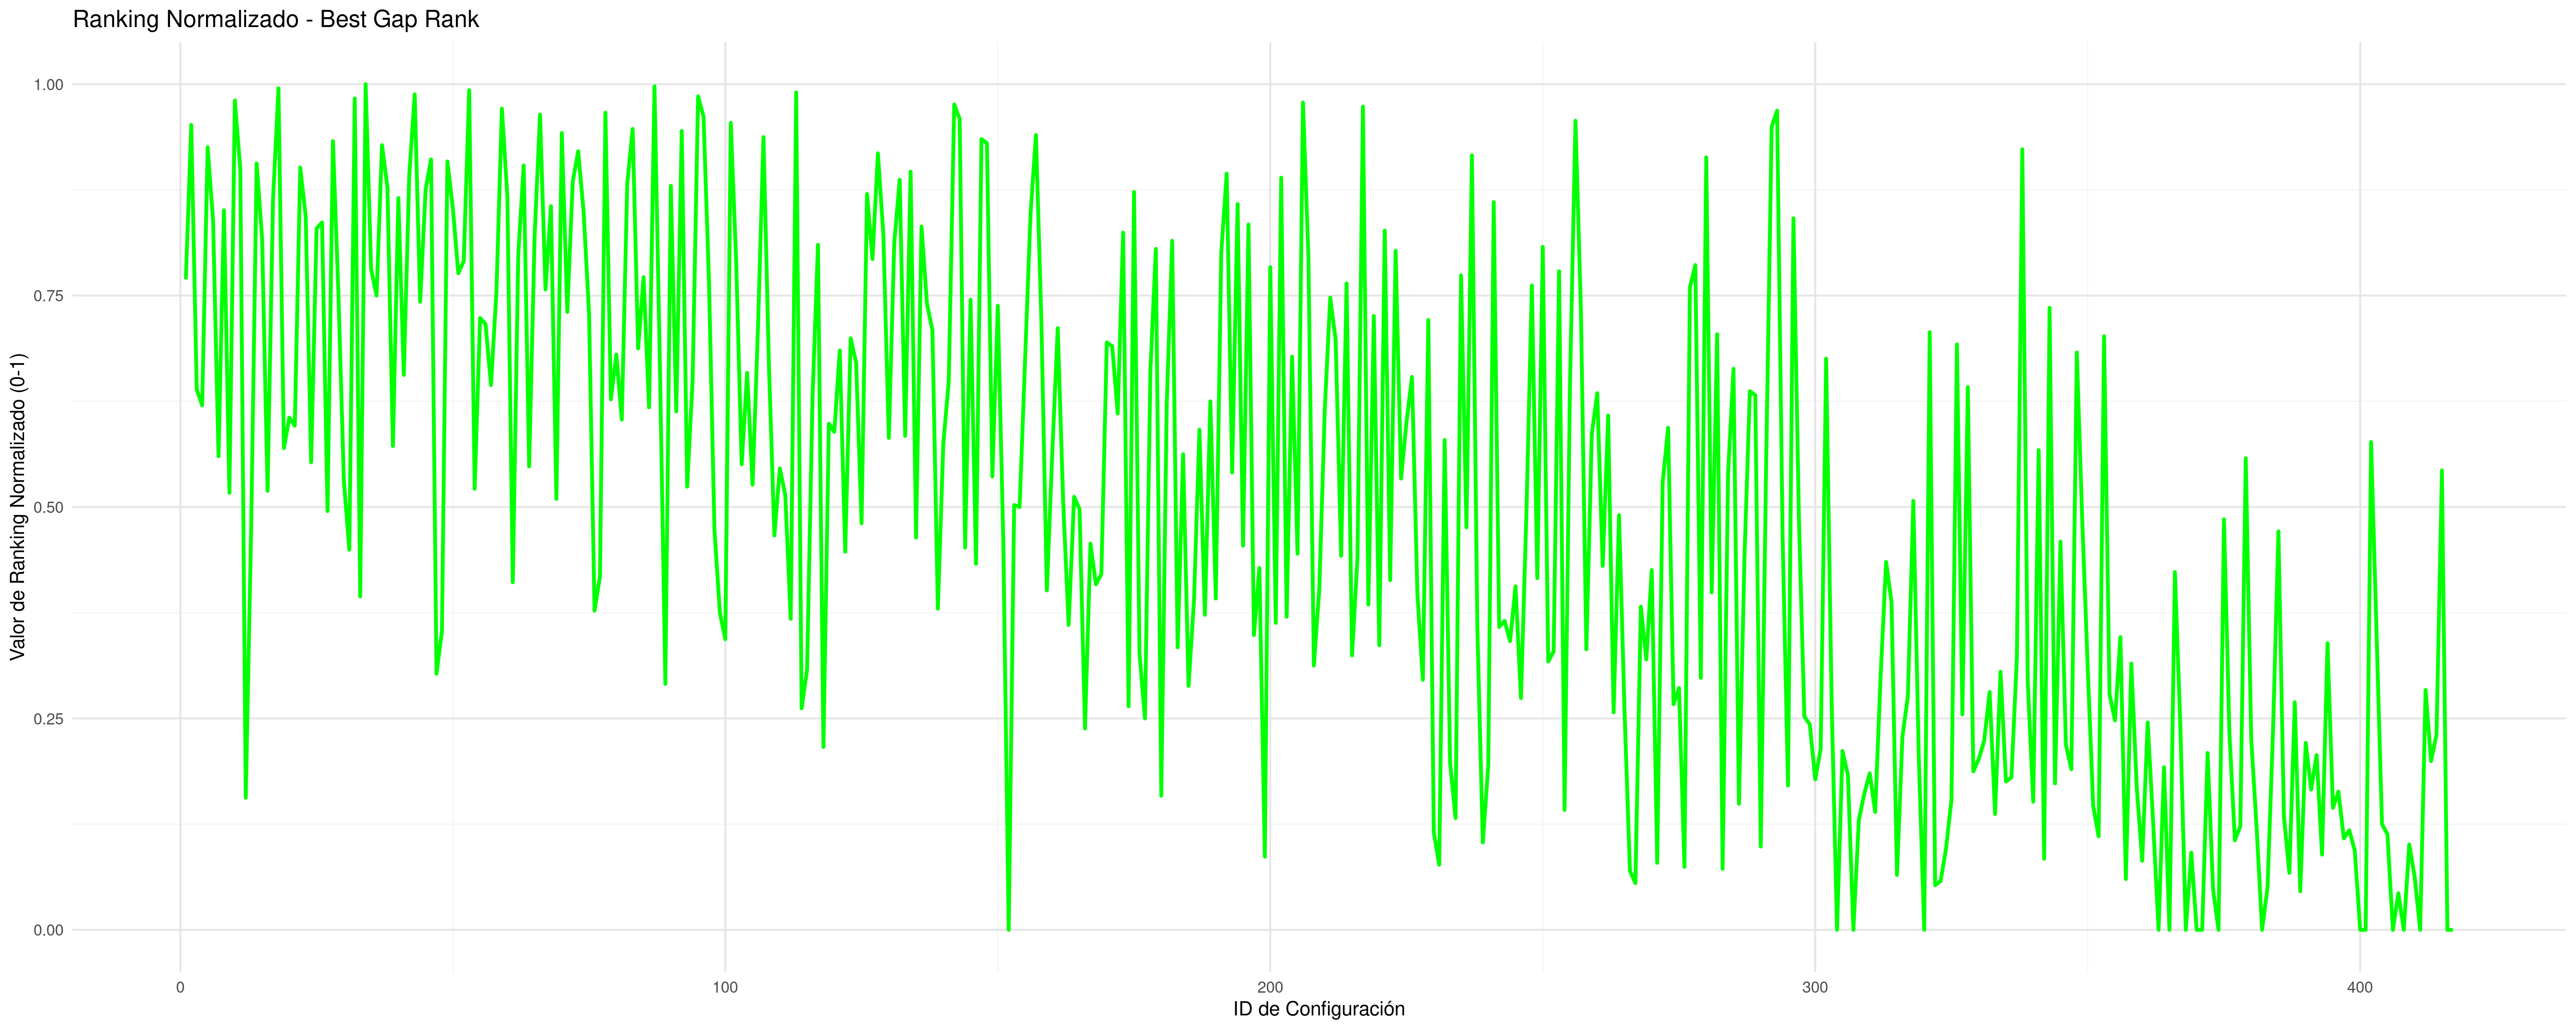 Ranking Normalizado - Best Gap Rank
Valor de Ranking Normalizado (0-1)
1.00
0.75
0.50
0.25
0.00
0 100 200 300 400
ID de Configuración